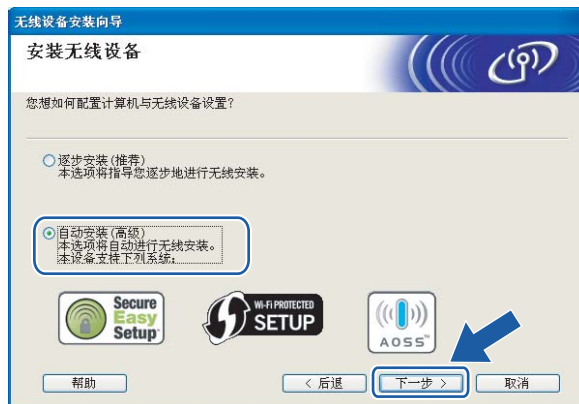 无线设备安装向导
安装无线设备
您想如何配置计算机与无线设备设置?
逐步安装(推荐)
本选项将指导您逐步地进行无线安装。
自动安装(高级)
本选项将自动进行无线安装。
本设备支持下列系统:
Secure
Easy
Setup
Wi-Fi PROTECTED
SETUP
AOSS™
帮助
< 后退
下一步 >
取消